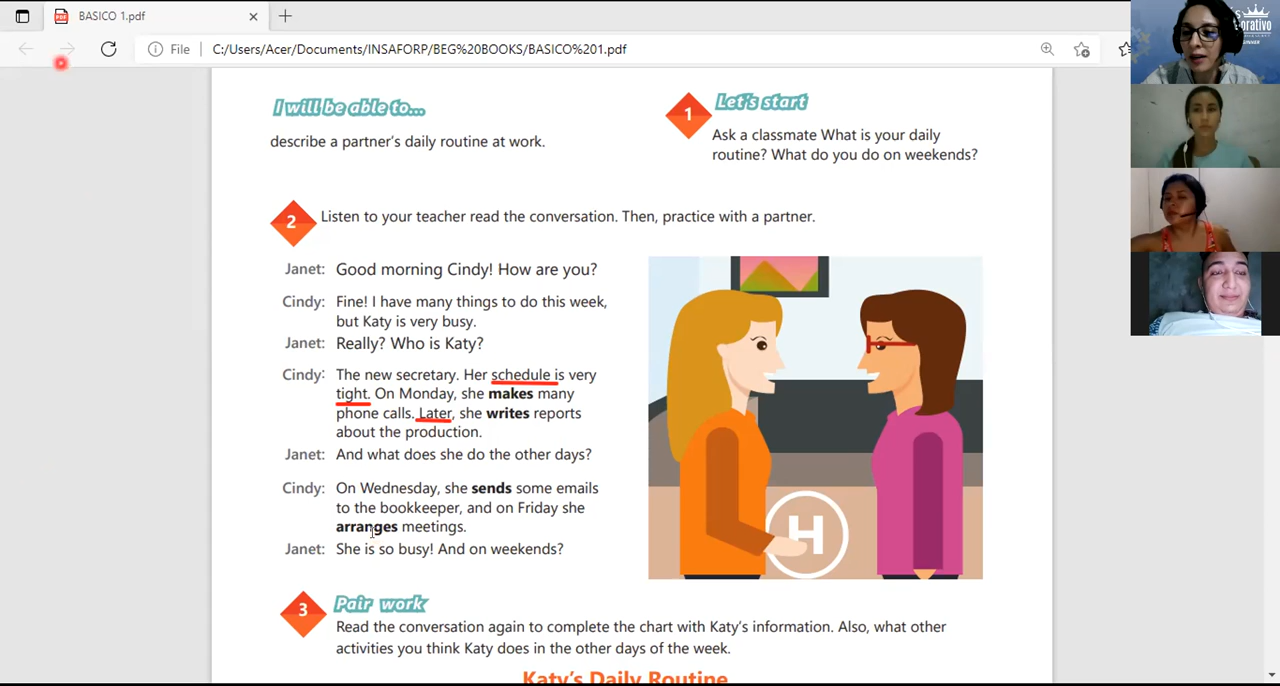 BASICO 1.pdf
File C:/Users/Acer/Documents/INSAFORP/BEG%20BOOKS/BASICO%201.pdf
I will be able to...
describe a partner's daily routine at work.
1 Let's start
Ask a classmate What is your daily
routine? What do you do on weekends?
2 Listen to your teacher read the conversation. Then, practice with a partner.
Janet: Good morning Cindy! How are you?
Cindy: Fine! I have many things to do this week,
but Katy is very busy.
Janet: Really? Who is Katy?
Cindy: The new secretary. Her schedule is very
tight. On Monday, she makes many
phone calls. Later, she writes reports
about the production.
Janet: And what does she do the other days?
Cindy: On Wednesday, she sends some emails
to the bookkeeper, and on Friday she
arranges meetings.
Janet: She is so busy! And on weekends?
H
3 Pair work
Read the conversation again to complete the chart with Katy's information. Also, what other
activities you think Katy does in the other days of the week.
Katy's Daily Routine